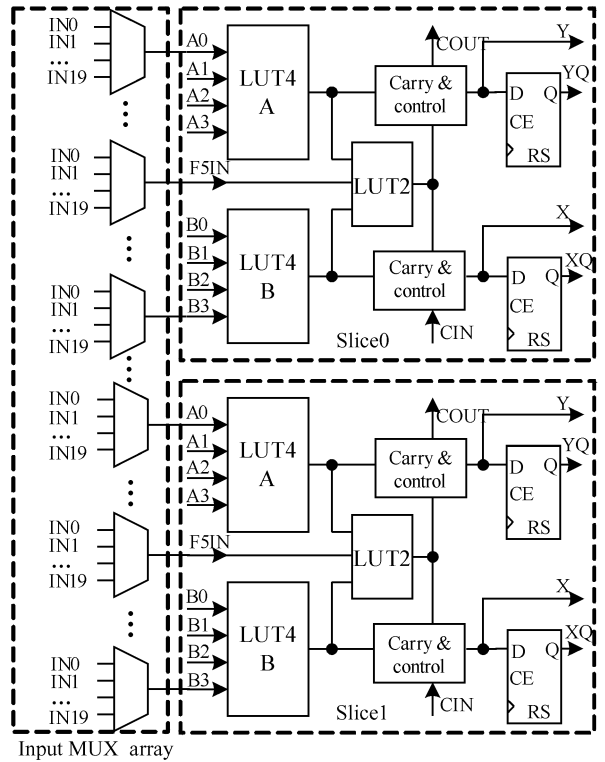 IN0
IN1
...
IN19
A0
A1
A2
A3
LUT4
A
COUT
Carry &
control
Y
YQ
D Q
CE
RS
IN0
IN1
...
IN19
F5IN
LUT2
B0
B1
B2
B3
LUT4
B
Carry &
control
X
XQ
D Q
CE
RS
IN0
IN1
...
IN19
Slice0
CIN
IN0
IN1
...
IN19
A0
A1
A2
A3
LUT4
A
COUT
Carry &
control
Y
YQ
D Q
CE
RS
IN0
IN1
...
IN19
F5IN
LUT2
B0
B1
B2
B3
LUT4
B
Carry &
control
X
XQ
D Q
CE
RS
IN0
IN1
...
IN19
Slice1
CIN
Input MUX array